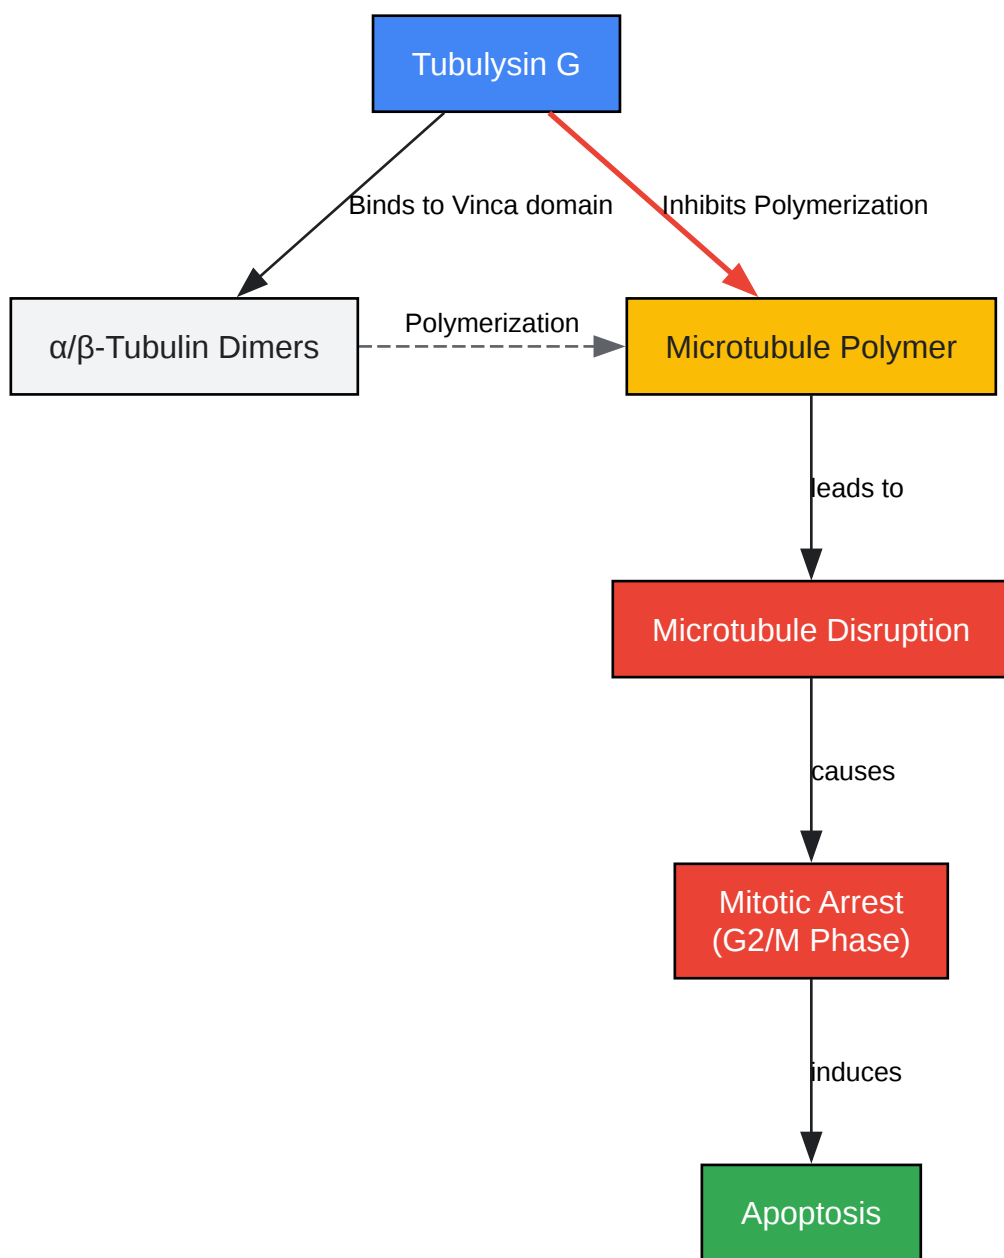 Tubulysin G
Binds to Vinca domain
Inhibits Polymerization
Polymerization
α/β-Tubulin Dimers
Microtubule Polymer
leads to
Microtubule Disruption
causes
Mitotic Arrest
(G2/M Phase)
induces
Apoptosis